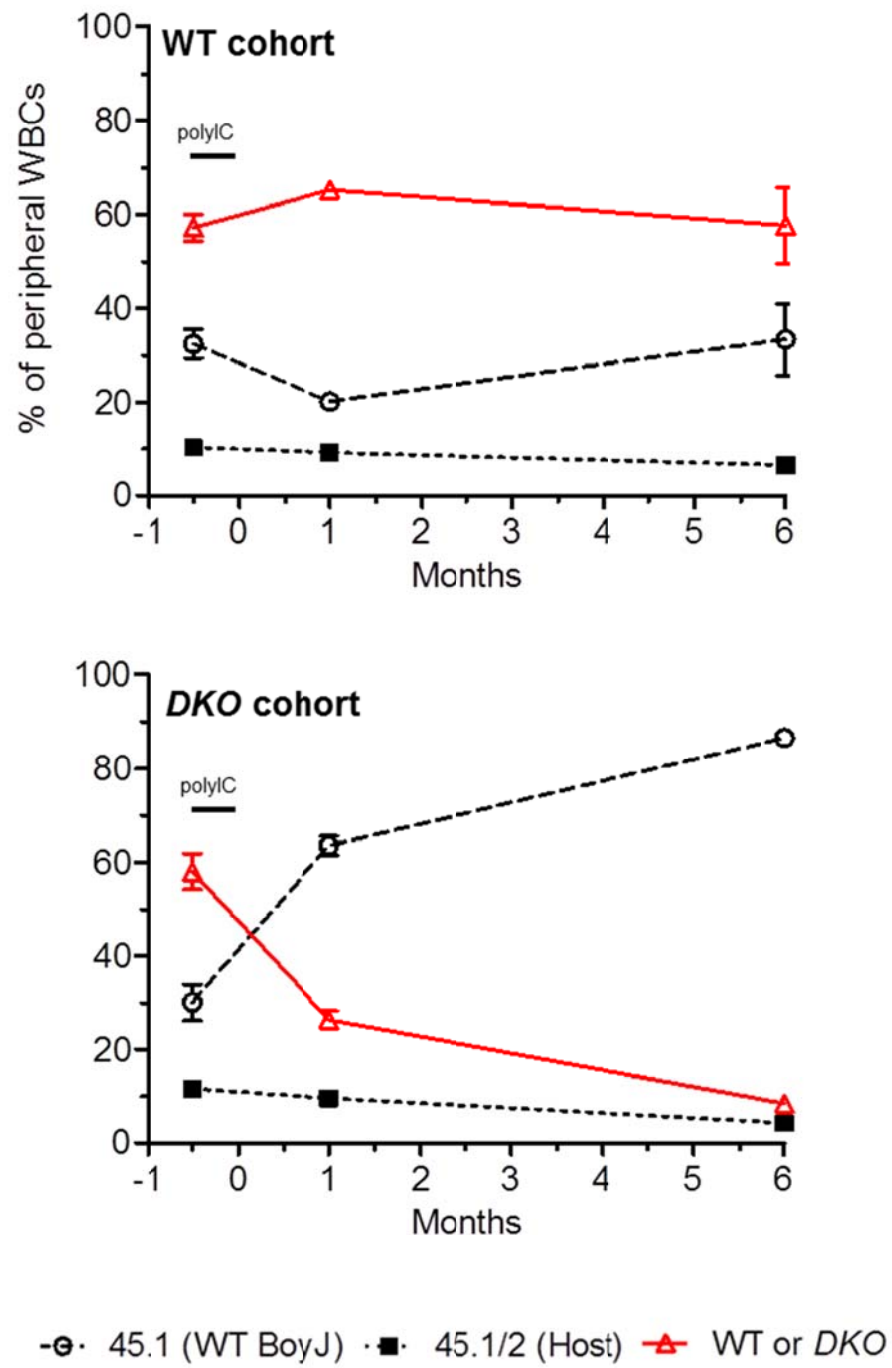 WT cohort
polyIC
% of peripheral WBCs
100
80
60
40
20
0
-1 0 1 2 3 4 5 6
Months
DKO cohort
polyIC
100
80
60
40
20
0
-1 0 1 2 3 4 5 6
Months
45.1 (WT BoyJ) 45.1/2 (Host) WT or DKO